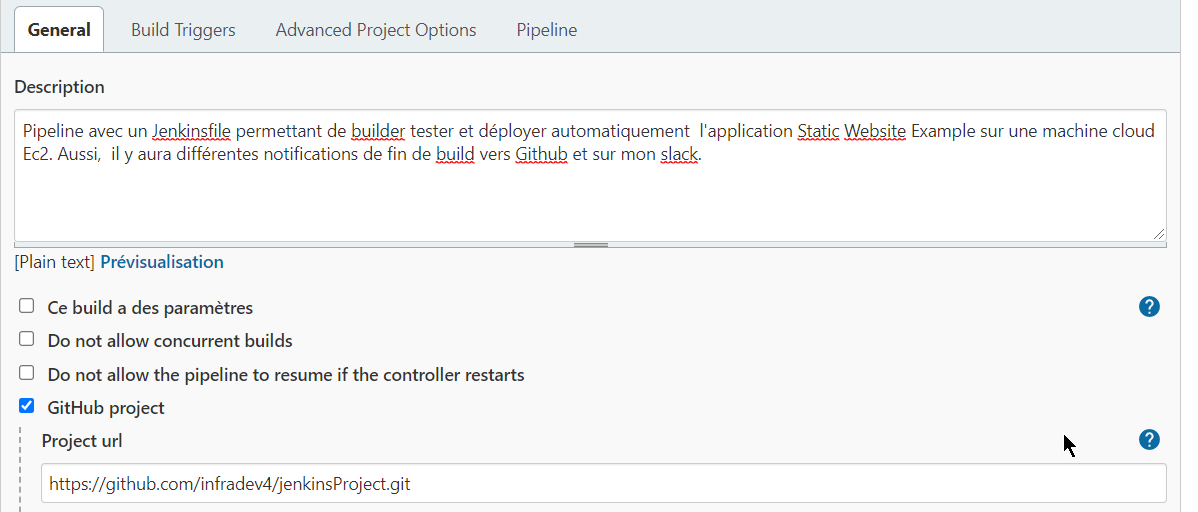 General Build Triggers Advanced Project Options Pipeline
Description
Pipeline avec un Jenkinsfile permettant de builder tester et déployer automatiquement  l'application Static Website Example sur une machine cloud
Ec2. Aussi,  il y aura différentes notifications de fin de build vers Github et sur mon slack.
[Plain text] Prévisualisation
Ce build a des paramètres ?
Do not allow concurrent builds
Do not allow the pipeline to resume if the controller restarts
GitHub project
Project url ?
https://github.com/infradev4/jenkinsProject.git